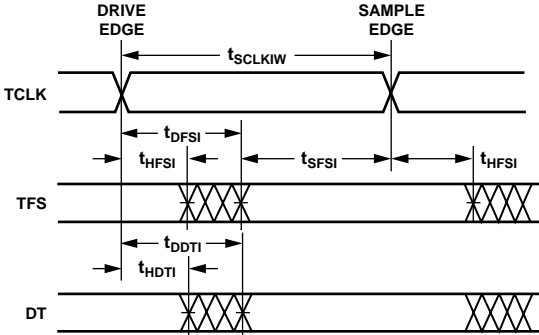 DRIVE EDGE
SAMPLE EDGE
tSCLKIW
TCLK
tDFSI
tHFSI
tSFSI
tHFSI
TFS
tDDTI
tHDTI
DT